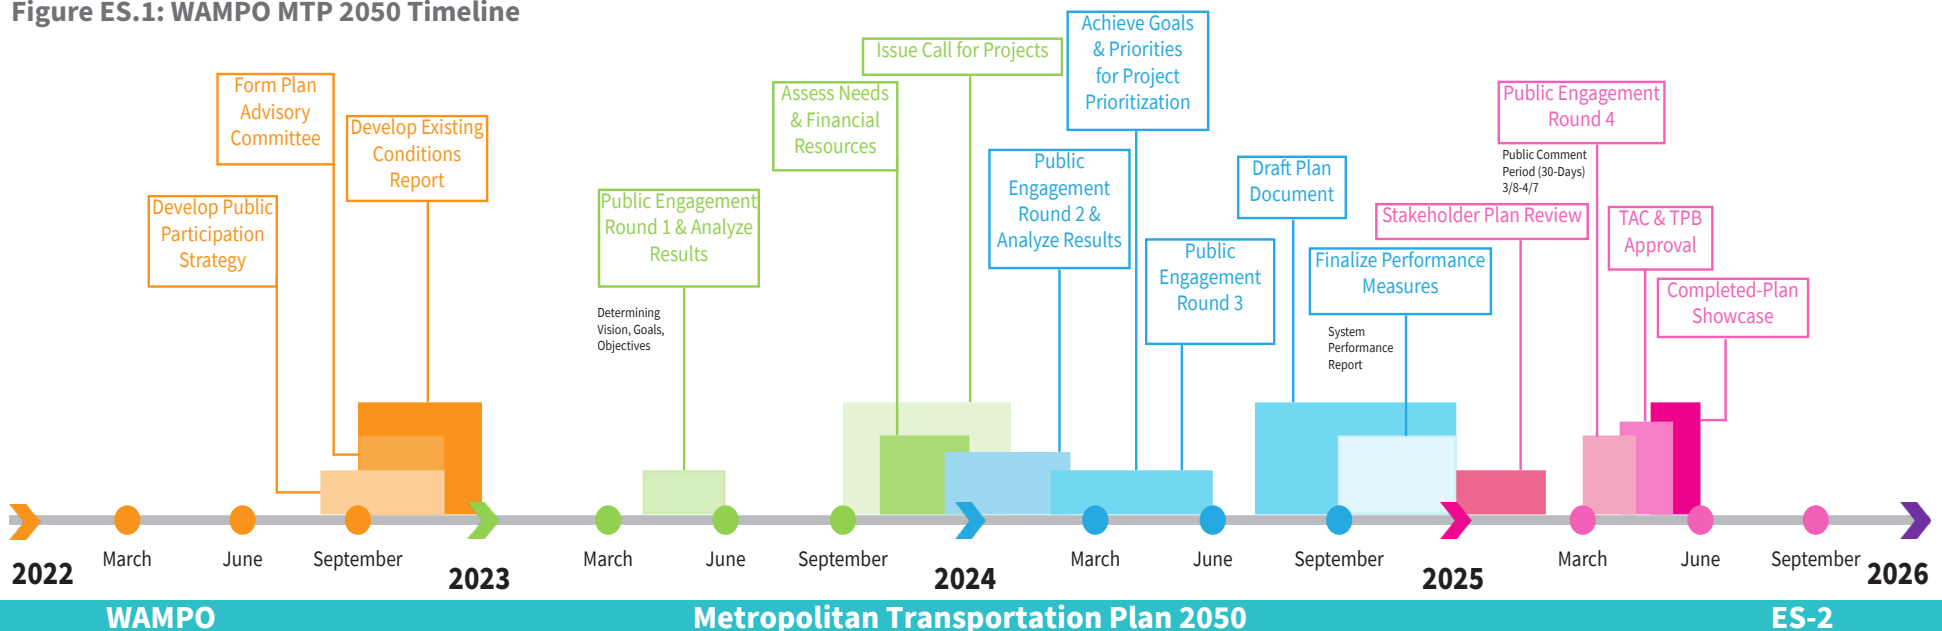 Figure ES.1: WAMPO MTP 2050 Timeline
Develop Public
Participation
Strategy
Form Plan
Advisory
Committee
Develop Existing
Conditions
Report
Public Engagement
Round 1 & Analyze
Results
Determining
Vision, Goals,
Objectives
Assess Needs
& Financial
Resources
Issue Call for Projects
Public
Engagement
Round 2 &
Analyze Results
Achieve Goals
& Priorities
for Project
Prioritization
Public
Engagement
Round 3
Draft Plan
Document
Finalize Performance
Measures
System
Performance
Report
Stakeholder Plan Review
Public Engagement
Round 4
Public Comment
Period (30-Days)
3/8-4/7
TAC & TPB
Approval
Completed-Plan
Showcase
2022
March
June
September
2023
March
June
September
2024
March
June
September
2025
March
June
September
2026
WAMPO
Metropolitan Transportation Plan 2050
ES-2